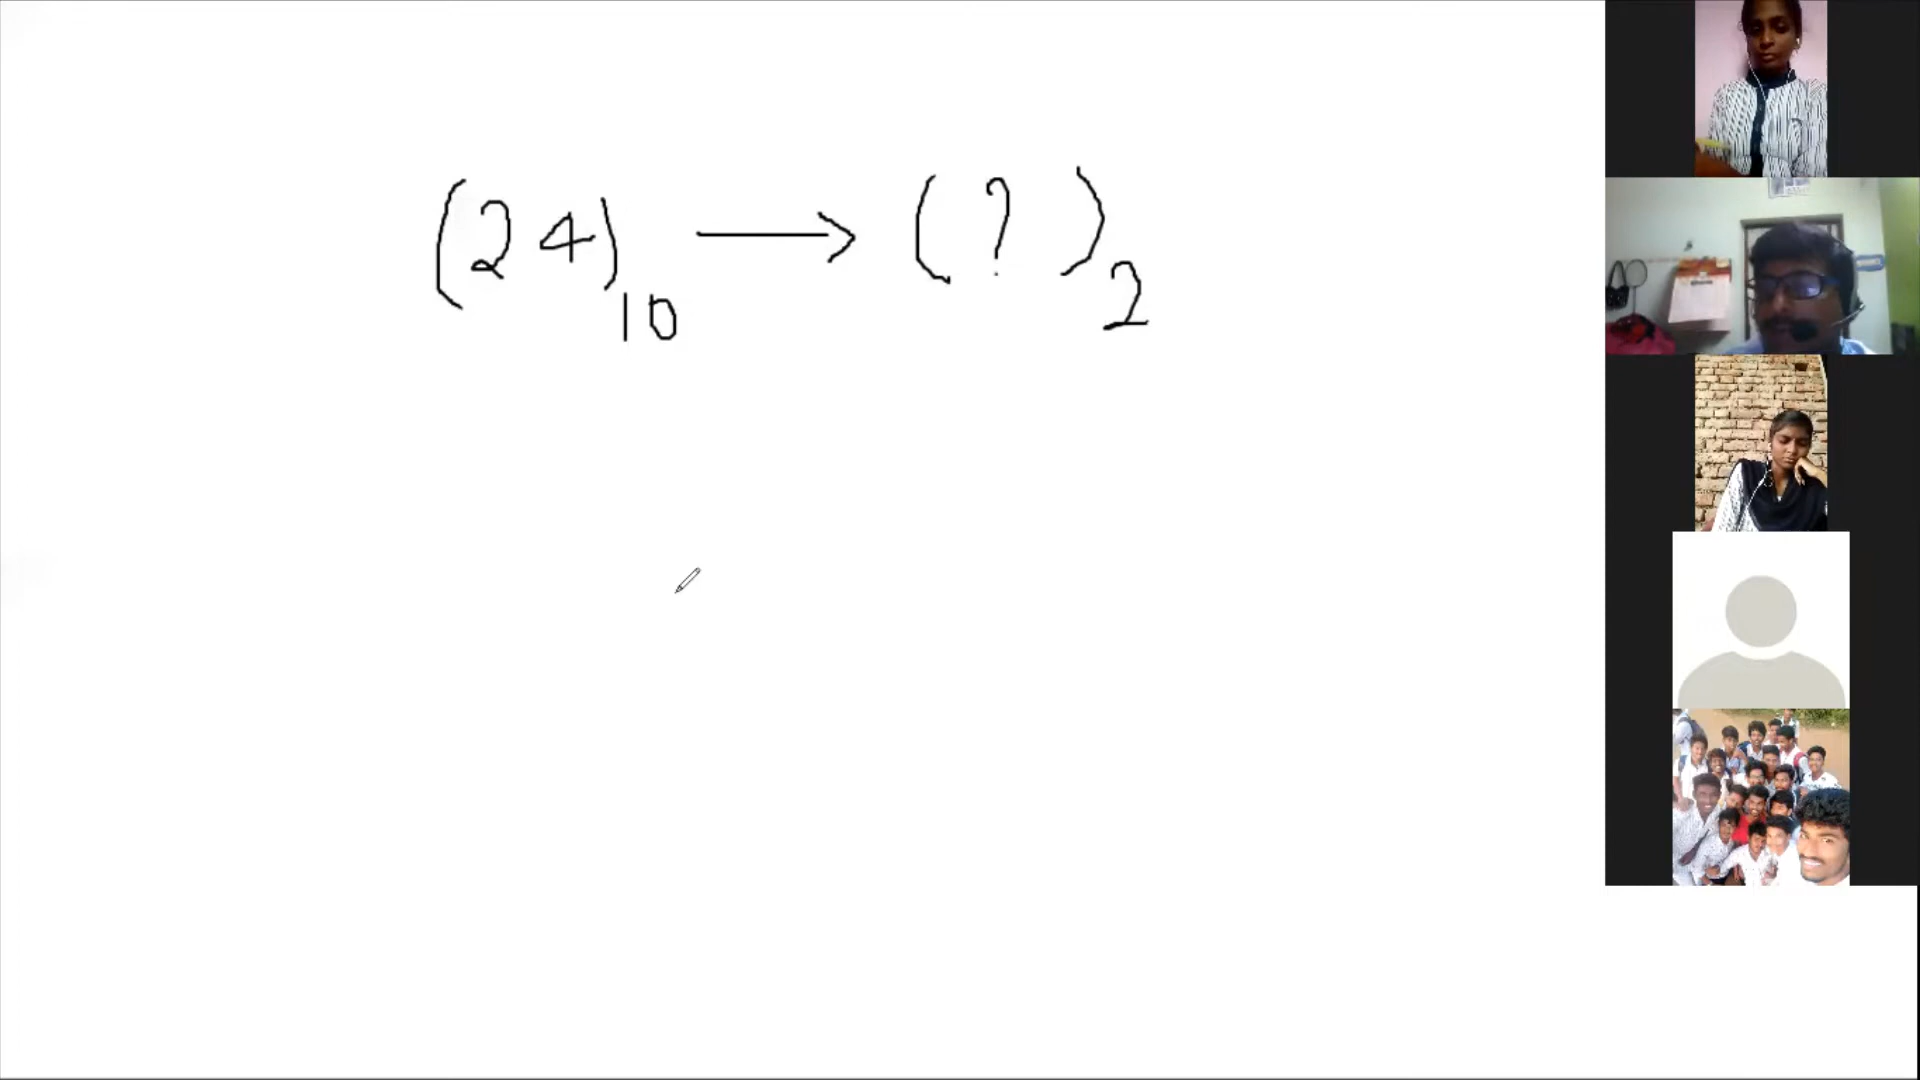 (24)₁₀ → (?)₂